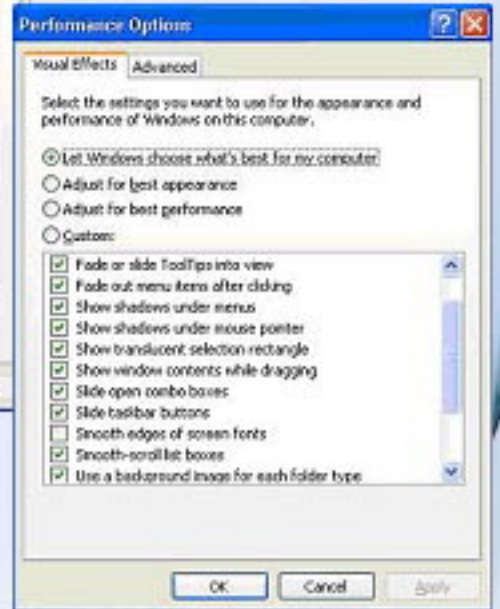 Performance Options
Visual Effects Advanced
Select the settings you want to use for the appearance and
performance of Windows on this computer.
Let Windows choose what's best for my computer
Adjust for best appearance
Adjust for best performance
Custom:
Fade or slide ToolTips into view
Fade out menu items after clicking
Show shadows under menus
Show shadows under mouse pointer
Show translucent selection rectangle
Show window contents while dragging
Slide open combo boxes
Slide taskbar buttons
Smooth edges of screen fonts
Smooth-scroll list boxes
Use a background image for each folder type
OK Cancel Apply